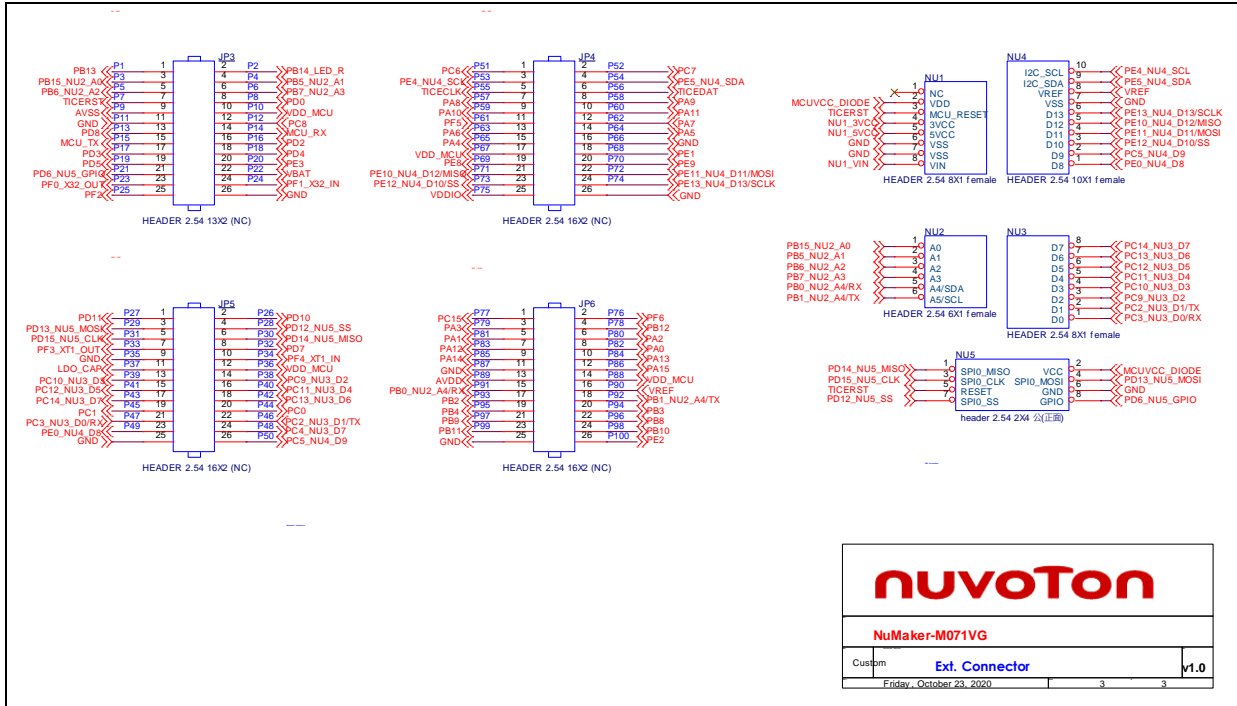 JP3
PB13 P1 1 2 P2 PB14_LED_R
PB15_NU2_A0 P3 3 4 P4 PB5_NU2_A1
PB6_NU2_A2 P5 5 6 P6 PB7_NU2_A3
TICERST P7 7 8 P8 PD0
AVSS P9 9 10 P10 VDD_MCU
GND P11 11 12 P12 PC8
PD8 P13 13 14 P14 MCU_RX
MCU_TX P15 15 16 P16 PD2
PD3 P17 17 18 P18 PD4
PD5 P19 19 20 P20 PE3
PD6_NU5_GPIO P21 21 22 P22 VBAT
PF0_X32_OUT P23 23 24 P24 PF1_X32_IN
PF2 P25 25 26 GND
HEADER 2.54 13X2 (NC)
JP4
PC6 P51 1 2 P52 PC7
PE4_NU4_SCL P53 3 4 P54 PE5_NU4_SDA
TICECLK P55 5 6 P56 TICEDAT
PA8 P57 7 8 P58 PA9
PA10 P59 9 10 P60 PA11
PF5 P61 11 12 P62 PA7
PA6 P63 13 14 P64 PA5
PA4 P65 15 16 P66 GND
VDD_MCU P67 17 18 P68 PE1
PE8 P69 19 20 P70 PE9
PE10_NU4_D12/MISO P71 21 22 P72 PE11_NU4_D11/MOSI
PE12_NU4_D10/SS P73 23 24 P74 PE13_NU4_D13/SCLK
VDDIO P75 25 26 GND
HEADER 2.54 16X2 (NC)
NU1
1 NC
MCUVCC_DIODE 2 VDD
TICERST 3 MCU_RESET
NU1_3VCC 4 3VCC
NU1_5VCC 5 5VCC
GND 6 VSS
GND 7 VSS
NU1_VIN 8 VIN
HEADER 2.54 8X1 female
NU4
I2C_SCL 10 PE4_NU4_SCL
I2C_SDA 9 PE5_NU4_SDA
VREF 8 VREF
VSS 7 GND
D13 6 PE13_NU4_D13/SCLK
D12 5 PE10_NU4_D12/MISO
D11 4 PE11_NU4_D11/MOSI
D10 3 PE12_NU4_D10/SS
D9 2 PC5_NU4_D9
D8 1 PE0_NU4_D8
HEADER 2.54 10X1 female
NU2
PB15_NU2_A0 1 A0
PB5_NU2_A1 2 A1
PB6_NU2_A2 3 A2
PB7_NU2_A3 4 A3
PB0_NU2_A4/RX 5 A4/SDA
PB1_NU2_A4/TX 6 A5/SCL
HEADER 2.54 6X1 female
NU3
D7 8 PC14_NU3_D7
D6 7 PC13_NU3_D6
D5 6 PC12_NU3_D5
D4 5 PC11_NU3_D4
D3 4 PC10_NU3_D3
D2 3 PC9_NU3_D2
D1 2 PC2_NU3_D1/TX
D0 1 PC3_NU3_D0/RX
HEADER 2.54 8X1 female
JP5
PD11 P27 1 2 P26 PD10
PD13_NU5_MOSI P29 3 4 P28 PD12_NU5_SS
PD15_NU5_CLK P31 5 6 P30 PD14_NU5_MISO
PF3_XT1_OUT P33 7 8 P32 PD7
GND P35 9 10 P34 PF4_XT1_IN
LDO_CAP P37 11 12 P36 VDD_MCU
PC10_NU3_D3 P39 13 14 P38 PC9_NU3_D2
PC12_NU3_D5 P41 15 16 P40 PC11_NU3_D4
PC14_NU3_D7 P43 17 18 P42 PC13_NU3_D6
PC1 P45 19 20 P44 PC0
PC3_NU3_D0/RX P47 21 22 P46 PC2_NU3_D1/TX
PE0_NU4_D8 P49 23 24 P48 PC4_NU3_D7
GND 25 26 P50 PC5_NU4_D9
HEADER 2.54 16X2 (NC)
JP6
PC15 P77 1 2 P76 PF6
PA3 P79 3 4 P78 PB12
PA1 P81 5 6 P80 PA2
PA12 P83 7 8 P82 PA0
PA14 P85 9 10 P84 PA13
GND P87 11 12 P86 PA15
AVDD P89 13 14 P88 VDD_MCU
PB0_NU2_A4/RX P91 15 16 P90 VREF
PB2 P93 17 18 P92 PB1_NU2_A4/TX
PB4 P95 19 20 P94 PB3
PB9 P97 21 22 P96 PB8
PB11 P99 23 24 P98 PB10
GND 25 26 P100 PE2
HEADER 2.54 16X2 (NC)
NU5
PD14_NU5_MISO 1 SPI0_MISO VCC 2 MCUVCC_DIODE
PD15_NU5_CLK 3 SPI0_CLK SPI0_MOSI 4 PD13_NU5_MOSI
TICERST 5 RESET GND 6 GND
PD12_NU5_SS 7 SPI0_SS GPIO 8 PD6_NU5_GPIO
header 2.54 2X4 公(正面)
nuvoTon
NuMaker-M071VG
Custom Ext. Connector v1.0
Friday, October 23, 2020 3 3